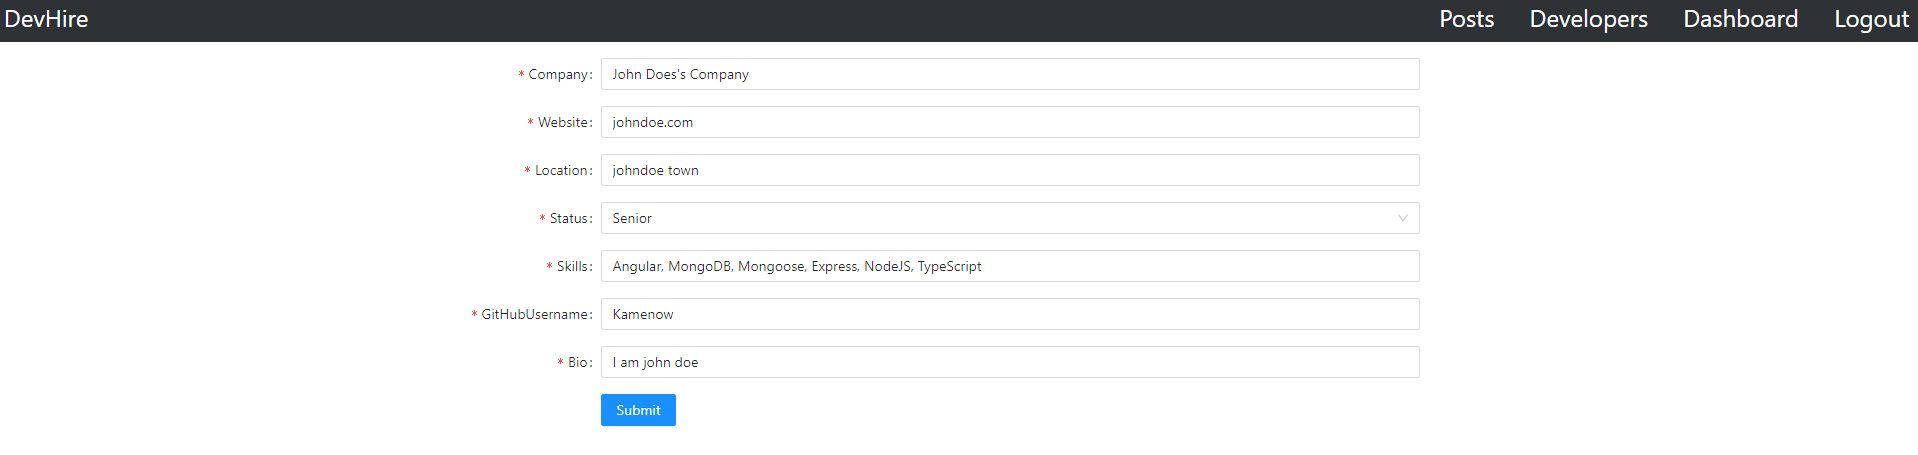 DevHire Posts Developers Dashboard Logout
* Company: John Does's Company
* Website: johndoe.com
* Location: johndoe town
* Status: Senior
* Skills: Angular, MongoDB, Mongoose, Express, NodeJS, TypeScript
* GitHubUsername: Kamenow
* Bio: I am john doe
Submit